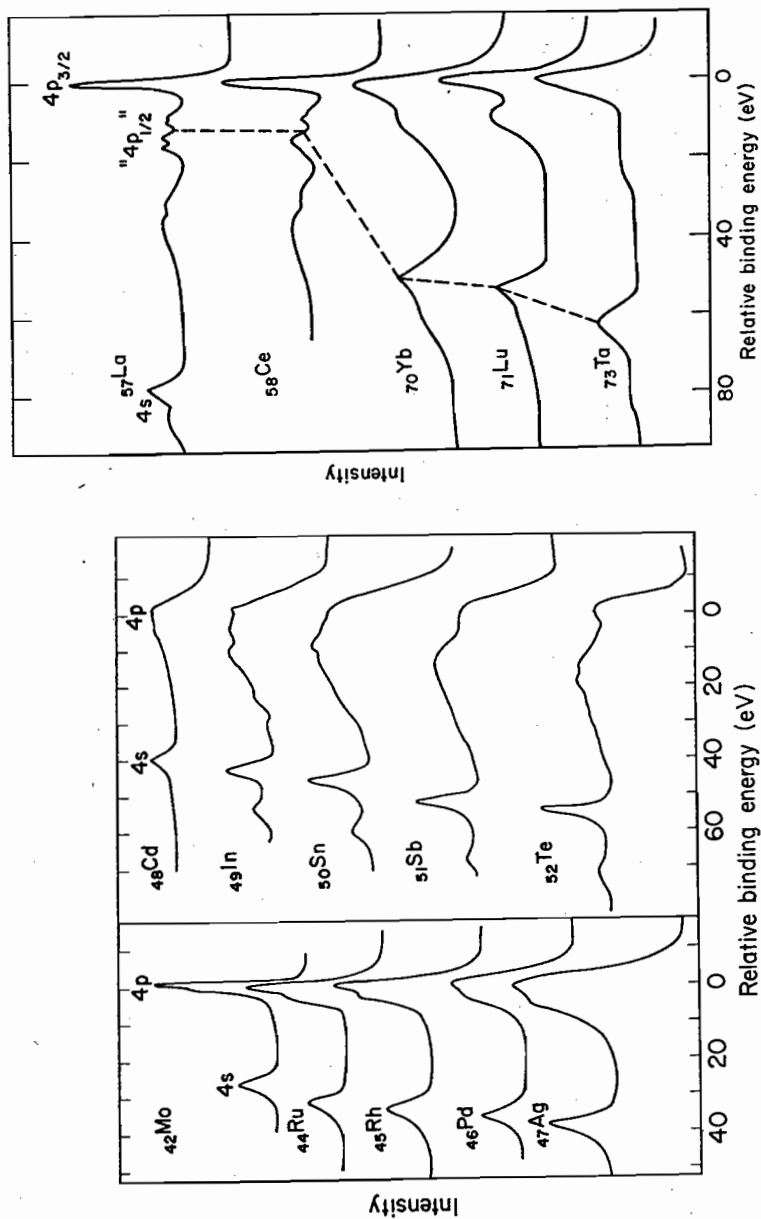 Intensity
42Mo
44Ru
45Rh
46Pd
47Ag
4s
4p
40
20
0
48Cd
49In
50Sn
51Sb
52Te
4s
4p
60
40
20
0
Relative binding energy (eV)
Intensity
57La
58Ce
70Yb
71Lu
73Ta
4s
"4p1/2"
4p3/2
80
40
0
Relative binding energy (eV)